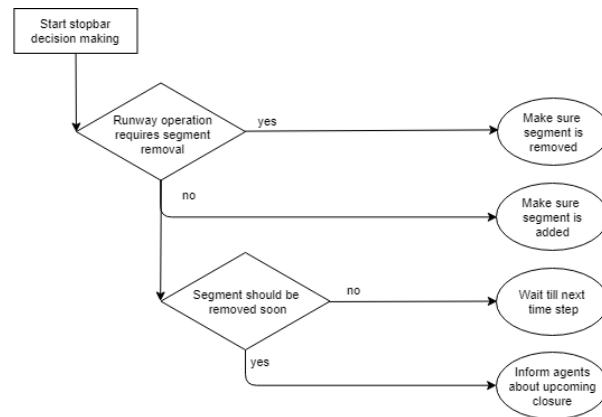 Start stopbar
decision making
Runway operation
requires segment
removal
yes
Make sure
segment is
removed
no
Make sure
segment is
added
Segment should be
removed soon
no
Wait till next
time step
yes
Inform agents
about upcoming
closure